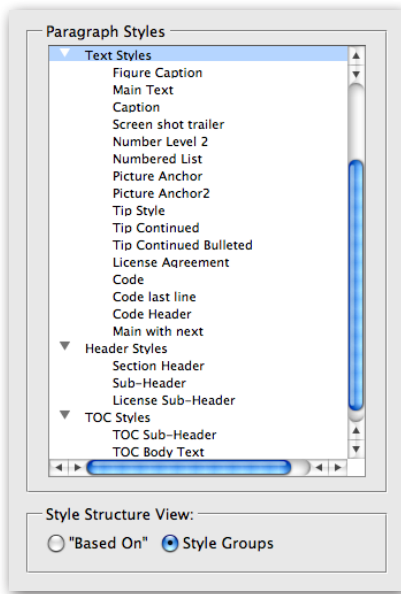 Paragraph Styles
Text Styles
Figure Caption
Main Text
Caption
Screen shot trailer
Number Level 2
Numbered List
Picture Anchor
Picture Anchor2
Tip Style
Tip Continued
Tip Continued Bulleted
License Agreement
Code
Code last line
Code Header
Main with next
Header Styles
Section Header
Sub-Header
License Sub-Header
TOC Styles
TOC Sub-Header
TOC Body Text
Style Structure View:
"Based On" Style Groups